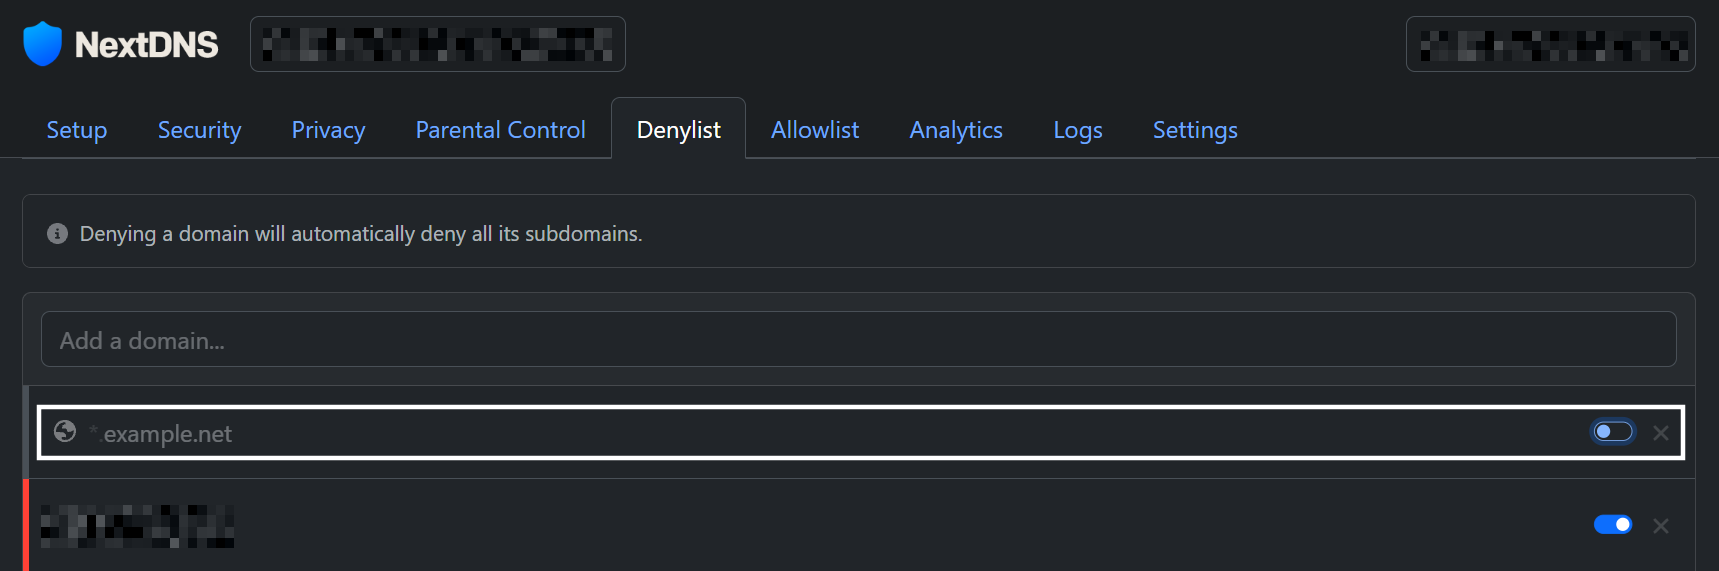 NextDNS
Setup Security Privacy Parental Control Denylist Allowlist Analytics Logs Settings
Denying a domain will automatically deny all its subdomains.
Add a domain...
*.example.net